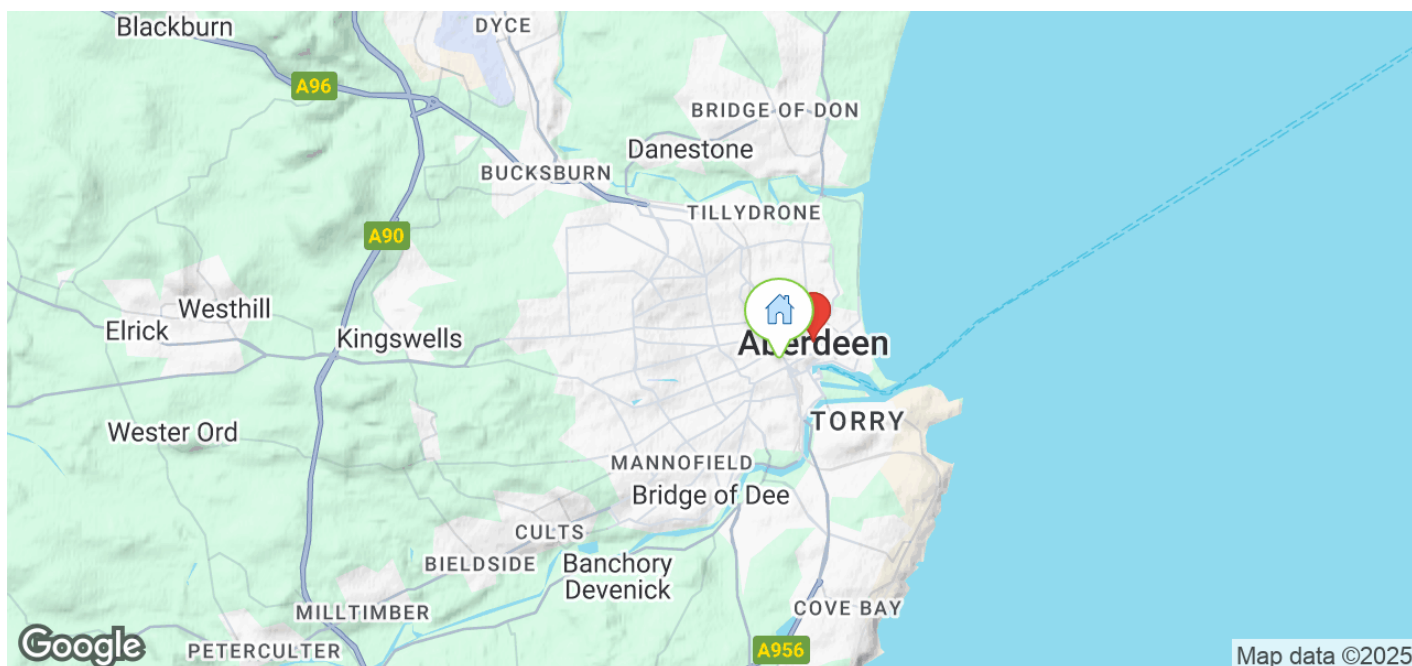 Blackburn
DYCE
A96
BRIDGE OF DON
Danestone
BUCKSBURN
TILLYDRONE
A90
Westhill
Elrick
Kingswells
Aberdeen
TORRY
Wester Ord
MANNOFIELD
Bridge of Dee
CULTS
BIELDSIDE
Banchory
Devenick
MILLTIMBER
COVE BAY
PETERCULTER
A956
Google
Map data ©2025